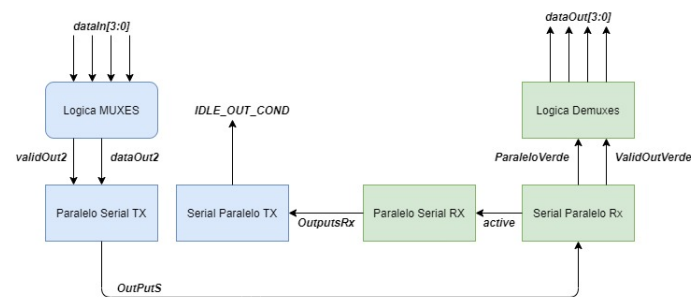 dataIn[3:0]
dataOut[3:0]
Logica MUXES
IDLE_OUT_COND
Logica Demuxes
validOut2
dataOut2
ParaleloVerde
ValidOutVerde
Paralelo Serial TX
Serial Paralelo TX
OutputsRx
Paralelo Serial RX
active
Serial Paralelo Rx
OutPutS